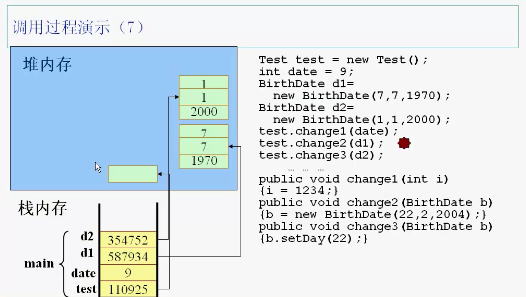 调用过程演示（7）
堆内存
1
1
2000
7
7
1970
栈内存
main
d2
d1
date
test
354752
587934
9
110925
Test test = new Test();
int date = 9;
BirthDate d1=
new BirthDate(7,7,1970);
BirthDate d2=
new BirthDate(1,1,2000);
test.change1(date);
test.change2(d1);
test.change3(d2);
… … …
public void change1(int i)
{i = 1234;}
public void change2(BirthDate b)
{b = new BirthDate(22,2,2004);}
public void change3(BirthDate b)
{b.setDay(22);}